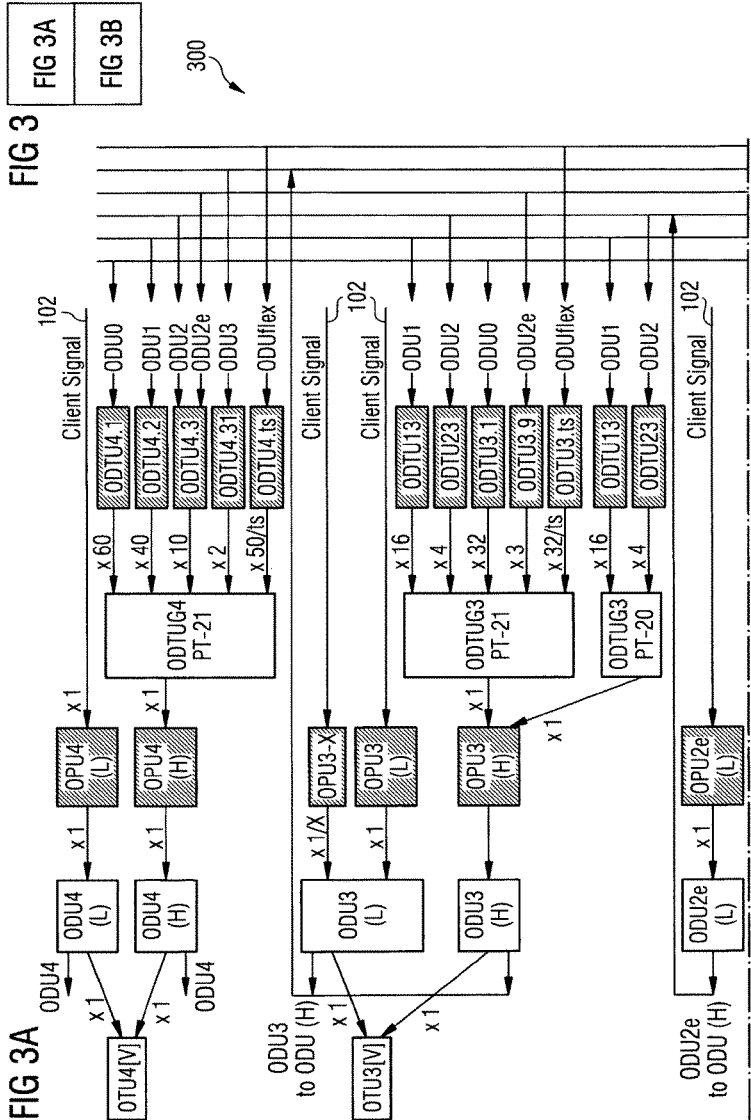 FIG 3A
FIG 3
FIG 3A
FIG 3B
300
Client Signal
102
OTU4[V]
x 1
x 1
ODU4
ODU4
(L)
x 1
OPU4
(L)
x 1
ODU4
(H)
ODU4
x 1
OPU4
(H)
x 1
ODTUG4
PT-21
x 60
ODTU4.1
ODU0
x 40
ODTU4.2
ODU1
x 10
ODTU4.3
ODU2
ODU2e
x 2
ODTU4.31
ODU3
x 50/ts
ODTU4.ts
ODUflex
ODU3
to ODU (H)
OTU3[V]
x 1
x 1
ODU3
(L)
x 1/X
OPU3-X
Client Signal
102
x 1
OPU3
(L)
Client Signal
ODU3
(H)
OPU3
(H)
x 1
x 1
ODTUG3
PT-21
x 16
ODTU13
ODU1
x 4
ODTU23
ODU2
x 32
ODTU3.1
ODU0
x 3
ODTU3.9
ODU2e
x 32/ts
ODTU3.ts
ODUflex
ODTUG3
PT-20
x 16
ODTU13
ODU1
x 4
ODTU23
ODU2
ODU2e
to ODU (H)
ODU2e
(L)
x 1
OPU2e
(L)
Client Signal
102